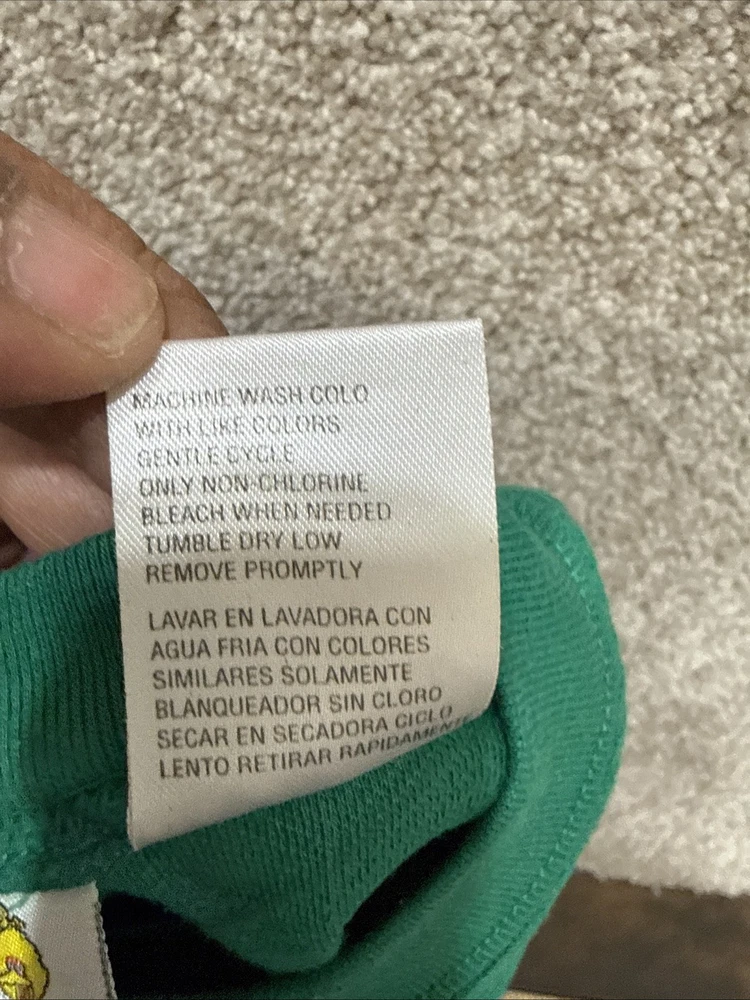 MACHINE WASH COLD
WITH LIKE COLORS
GENTLE CYCLE
ONLY NON-CHLORINE
BLEACH WHEN NEEDED
TUMBLE DRY LOW
REMOVE PROMPTLY
LAVAR EN LAVADORA CON
AGUA FRIA CON COLORES
SIMILARES SOLAMENTE
BLANQUEADOR SIN CLORO
SECAR EN SECADORA CICLO
LENTO RETIRAR RAPIDAMENTE